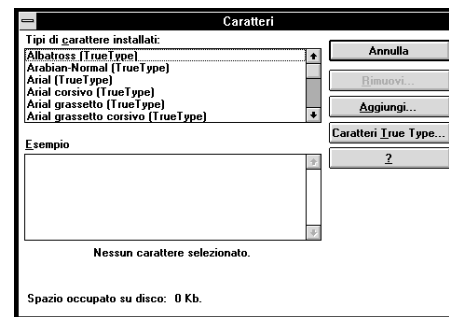 Caratteri
Tipi di carattere installati:
Albatross (TrueType)
Arabian-Normal (TrueType)
Arial (TrueType)
Arial corsivo (TrueType)
Arial grassetto (TrueType)
Arial grassetto corsivo (TrueType)
Annulla
Rimuovi...
Aggiungi...
Caratteri True Type...
?
Esempio
Nessun carattere selezionato.
Spazio occupato su disco: 0 Kb.